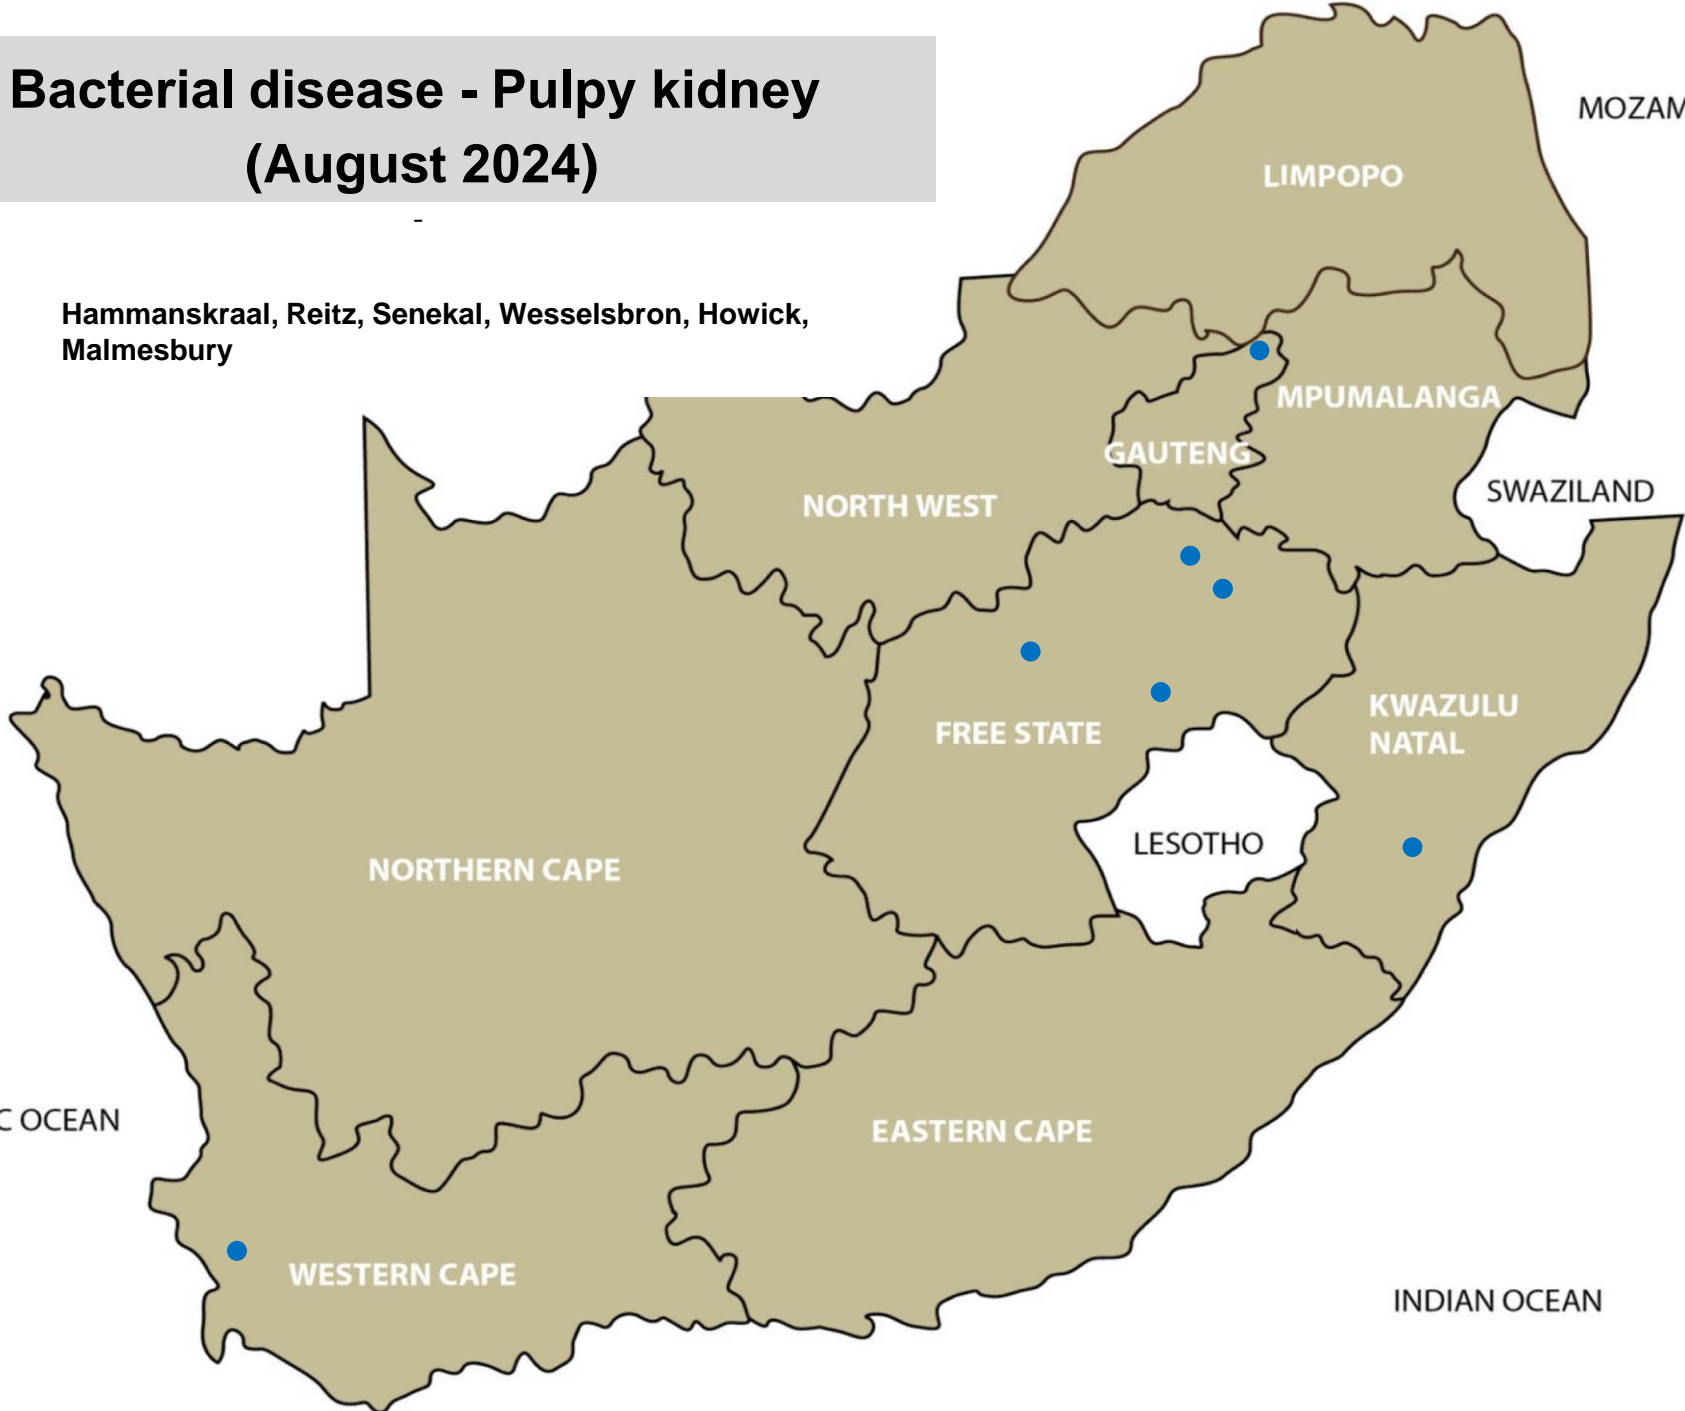 Bacterial disease - Pulpy kidney
(August 2024)
-
Hammanskraal, Reitz, Senekal, Wesselsbron, Howick,
Malmesbury
MOZAM
LIMPOPO
MPUMALANGA
GAUTENG
SWAZILAND
NORTH WEST
KWAZULU
NATAL
FREE STATE
LESOTHO
NORTHERN CAPE
C OCEAN
EASTERN CAPE
WESTERN CAPE
INDIAN OCEAN